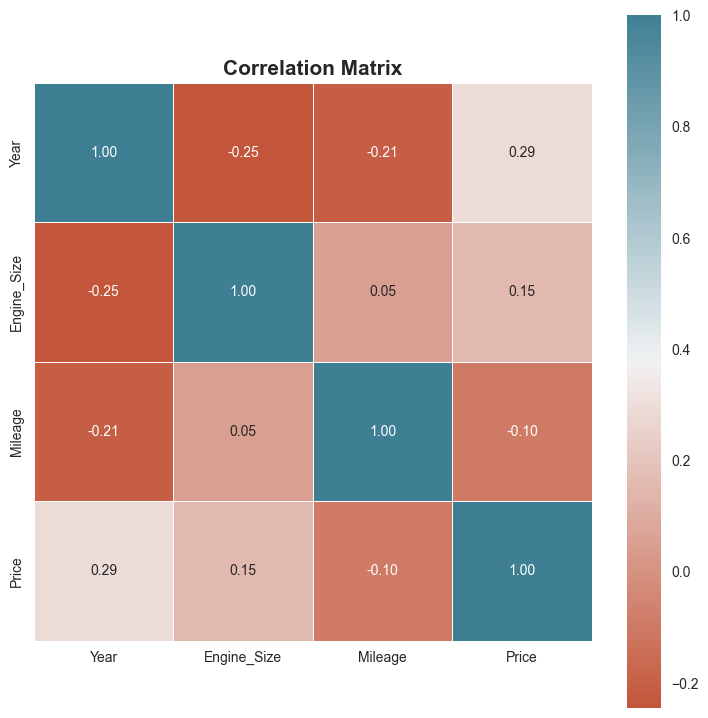 Correlation Matrix
Year
1.00
-0.25
-0.21
0.29
Engine_Size
-0.25
1.00
0.05
0.15
Mileage
-0.21
0.05
1.00
-0.10
Price
0.29
0.15
-0.10
1.00
Year
Engine_Size
Mileage
Price
1.0
0.8
0.6
0.4
0.2
0.0
−0.2